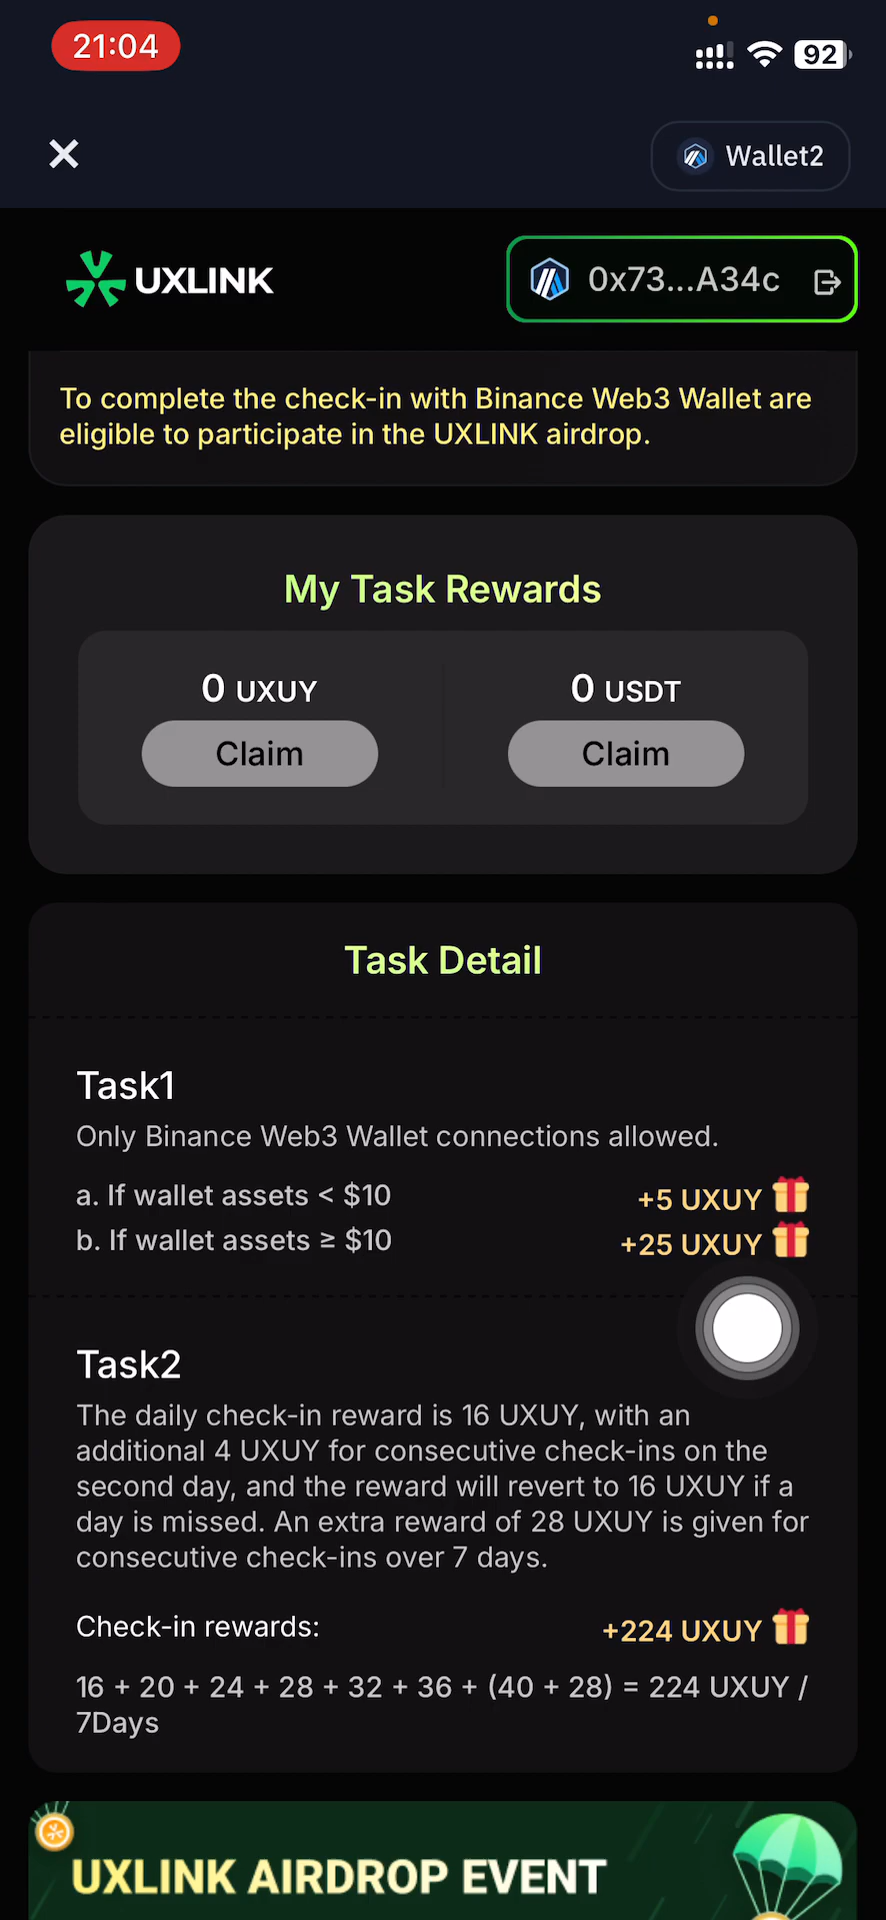 21:04
92
Wallet2
UXLINK
0x73...A34c
To complete the check-in with Binance Web3 Wallet are
eligible to participate in the UXLINK airdrop.
My Task Rewards
0 UXUY
0 USDT
Claim
Claim
Task Detail
Task1
Only Binance Web3 Wallet connections allowed.
a. If wallet assets < $10
+5 UXUY
b. If wallet assets ≥ $10
+25 UXUY
Task2
The daily check-in reward is 16 UXUY, with an
additional 4 UXUY for consecutive check-ins on the
second day, and the reward will revert to 16 UXUY if a
day is missed. An extra reward of 28 UXUY is given for
consecutive check-ins over 7 days.
Check-in rewards:
+224 UXUY
16 + 20 + 24 + 28 + 32 + 36 + (40 + 28) = 224 UXUY /
7Days
UXLINK AIRDROP EVENT